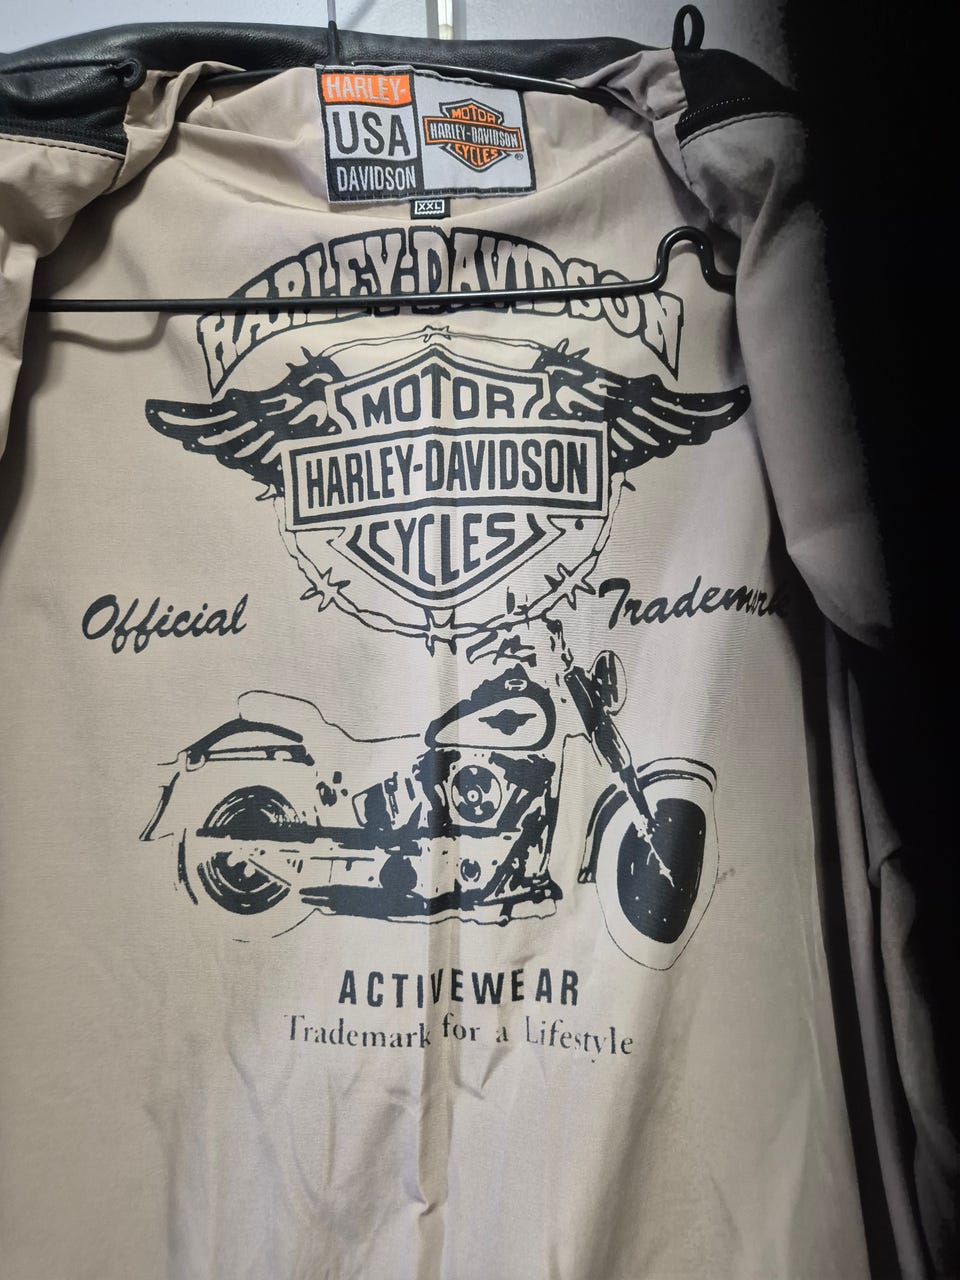 HARLEY-
USA
DAVIDSON
MOTOR
HARLEY-DAVIDSON
CYCLES
®
XXL
HARLEY-DAVIDSON
MOTOR
HARLEY-DAVIDSON
CYCLES
Official Trademark
ACTIVEWEAR
Trademark for a Lifestyle